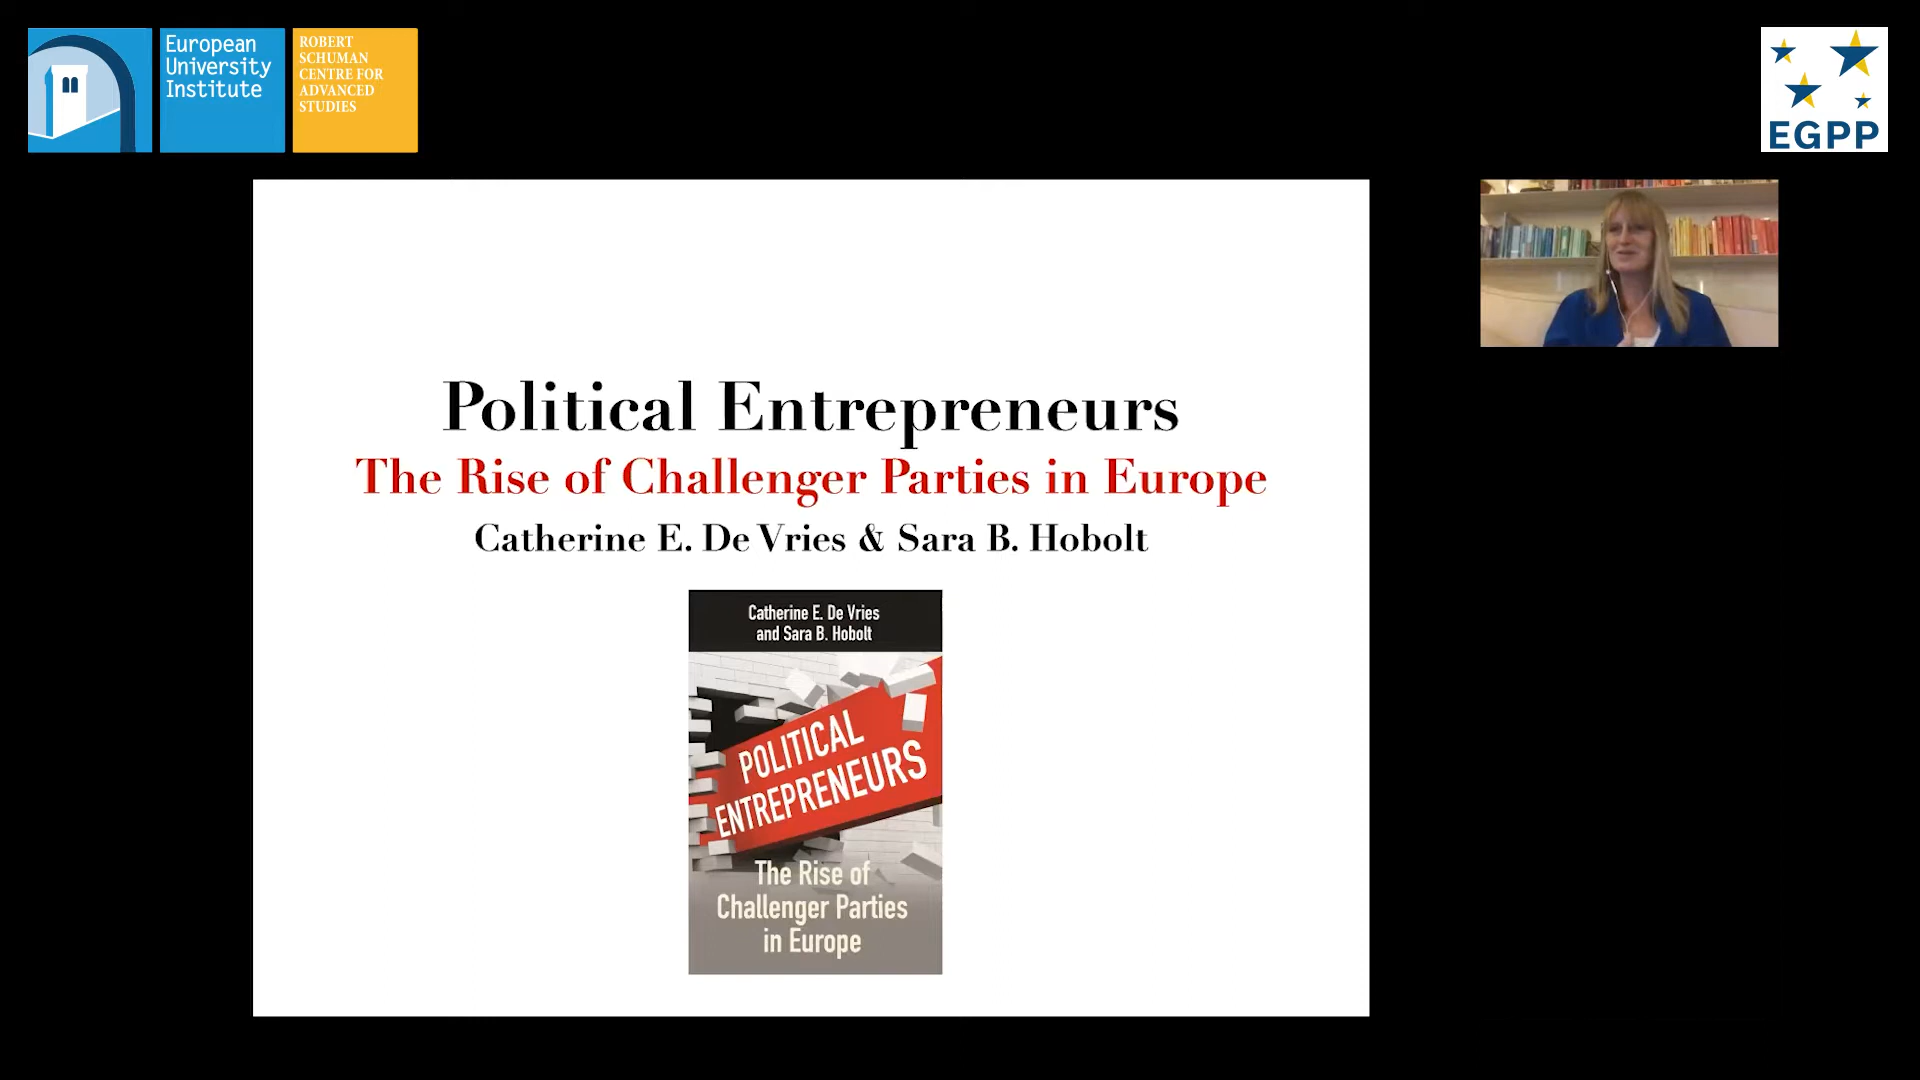 European
University
Institute
ROBERT
SCHUMAN
CENTRE FOR
ADVANCED
STUDIES
EGPP
Political Entrepreneurs
The Rise of Challenger Parties in Europe
Catherine E. De Vries & Sara B. Hobolt
Catherine E. De Vries
and Sara B. Hobolt
POLITICAL
ENTREPRENEURS
The Rise of
Challenger Parties
in Europe